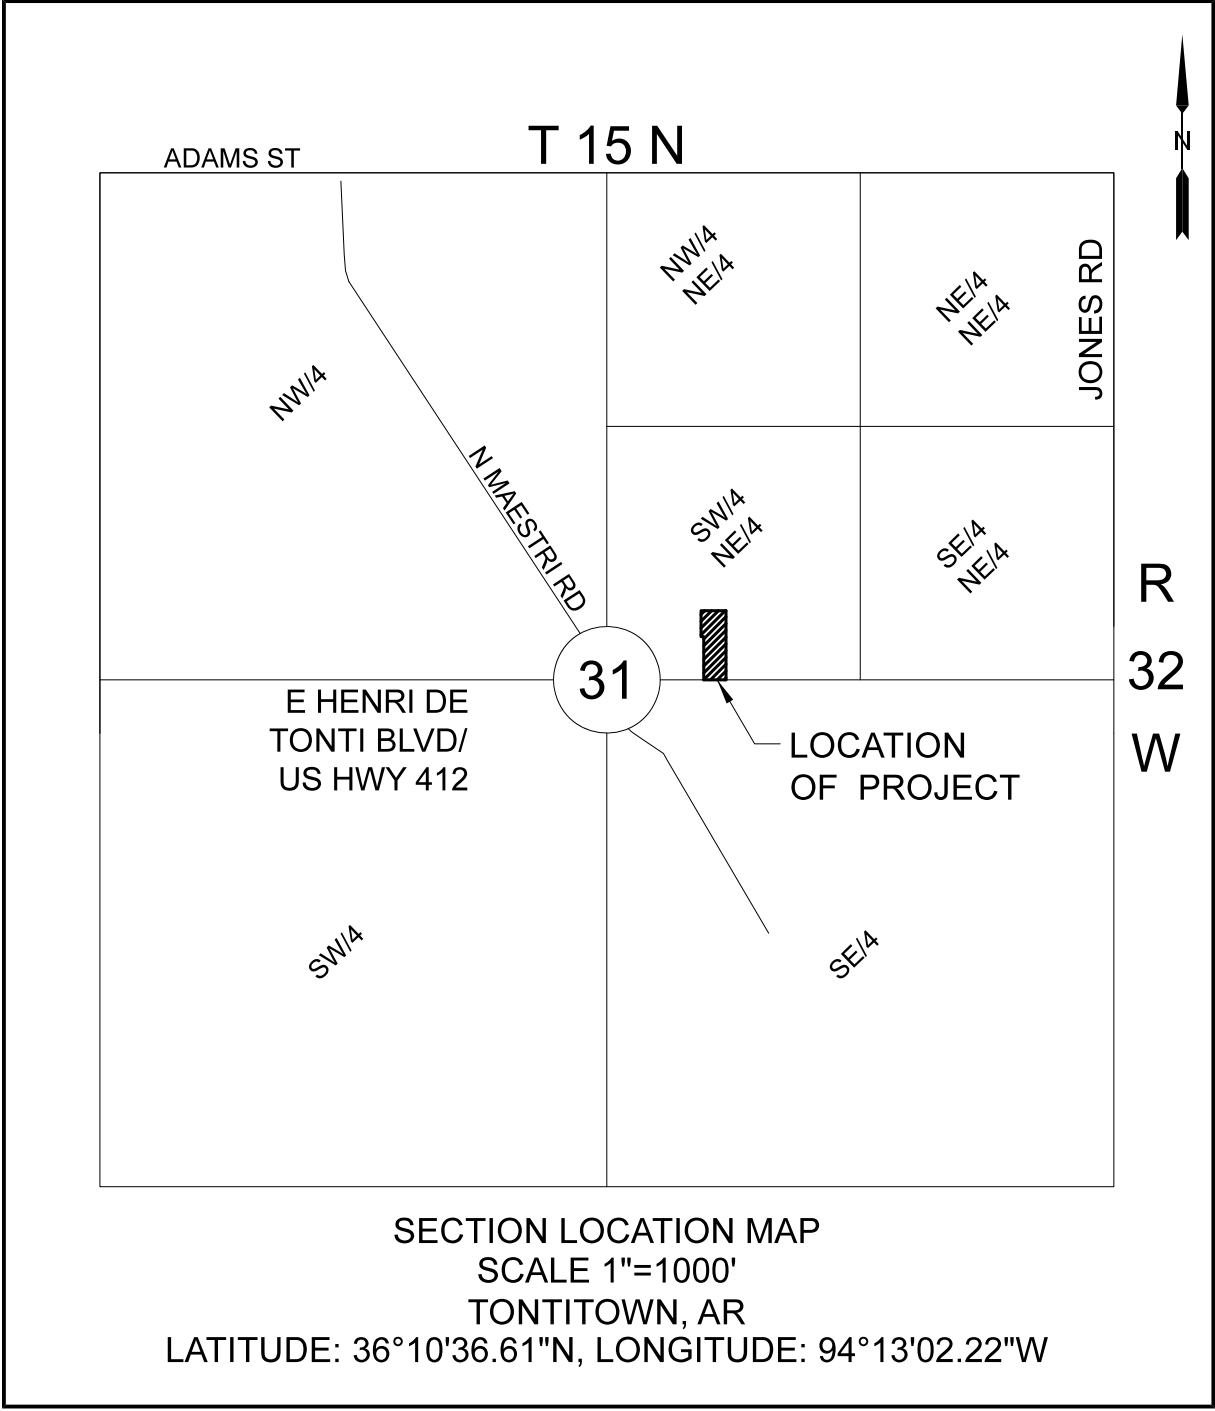 N
ADAMS ST
T 15 N
NW/4
NW/4
NE/4
NE/4
NE/4
JONES RD
N MAESTRI RD
SW/4
NE/4
SE/4
NE/4
R
32
W
31
E HENRI DE
TONTI BLVD/
US HWY 412
LOCATION
OF PROJECT
SW/4
SE/4
SECTION LOCATION MAP
SCALE 1"=1000'
TONTITOWN, AR
LATITUDE: 36°10'36.61"N, LONGITUDE: 94°13'02.22"W